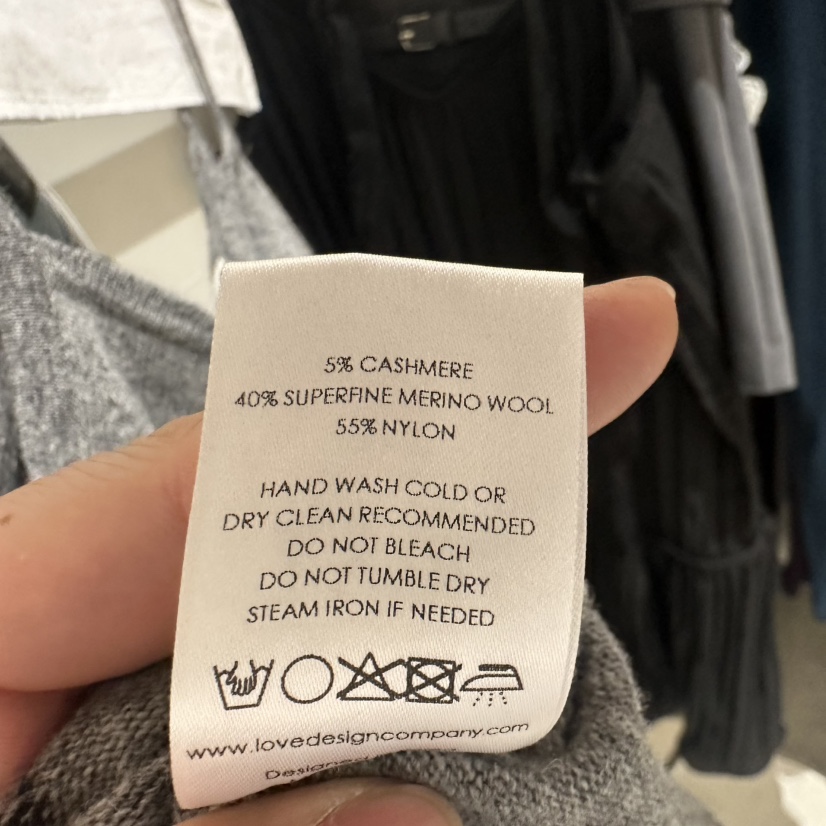 5% CASHMERE
40% SUPERFINE MERINO WOOL
55% NYLON
HAND WASH COLD OR
DRY CLEAN RECOMMENDED
DO NOT BLEACH
DO NOT TUMBLE DRY
STEAM IRON IF NEEDED
www.lovedesigncompany.com
Designed